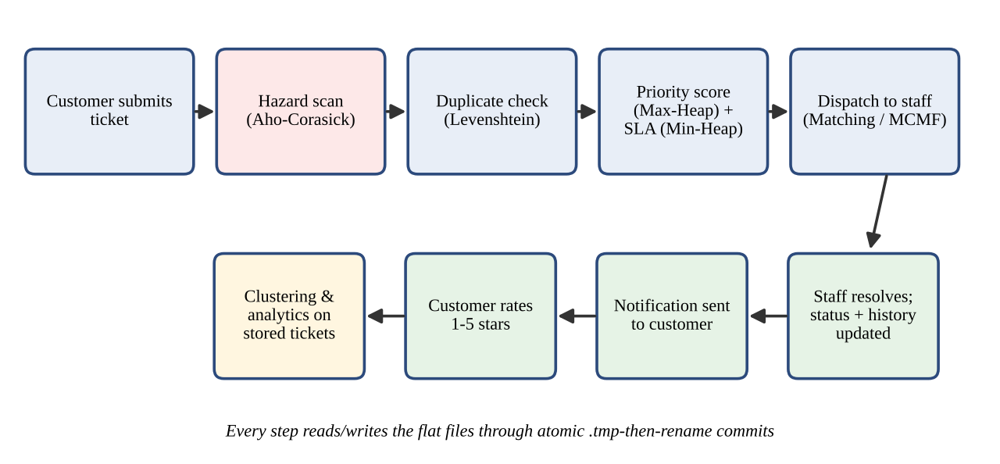 Customer submits
ticket
Hazard scan
(Aho-Corasick)
Duplicate check
(Levenshtein)
Priority score
(Max-Heap) +
SLA (Min-Heap)
Dispatch to staff
(Matching / MCMF)
Clustering &
analytics on
stored tickets
Customer rates
1-5 stars
Notification sent
to customer
Staff resolves;
status + history
updated
Every step reads/writes the flat files through atomic .tmp-then-rename commits